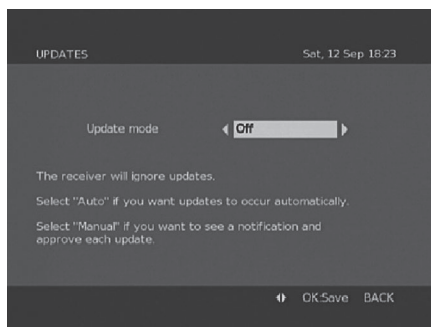 UPDATES
Sat, 12 Sep 18:23
Update mode
Off
The receiver will ignore updates.
Select "Auto" if you want updates to occur automatically.
Select "Manual" if you want to see a notification and
approve each update.
OK:Save BACK